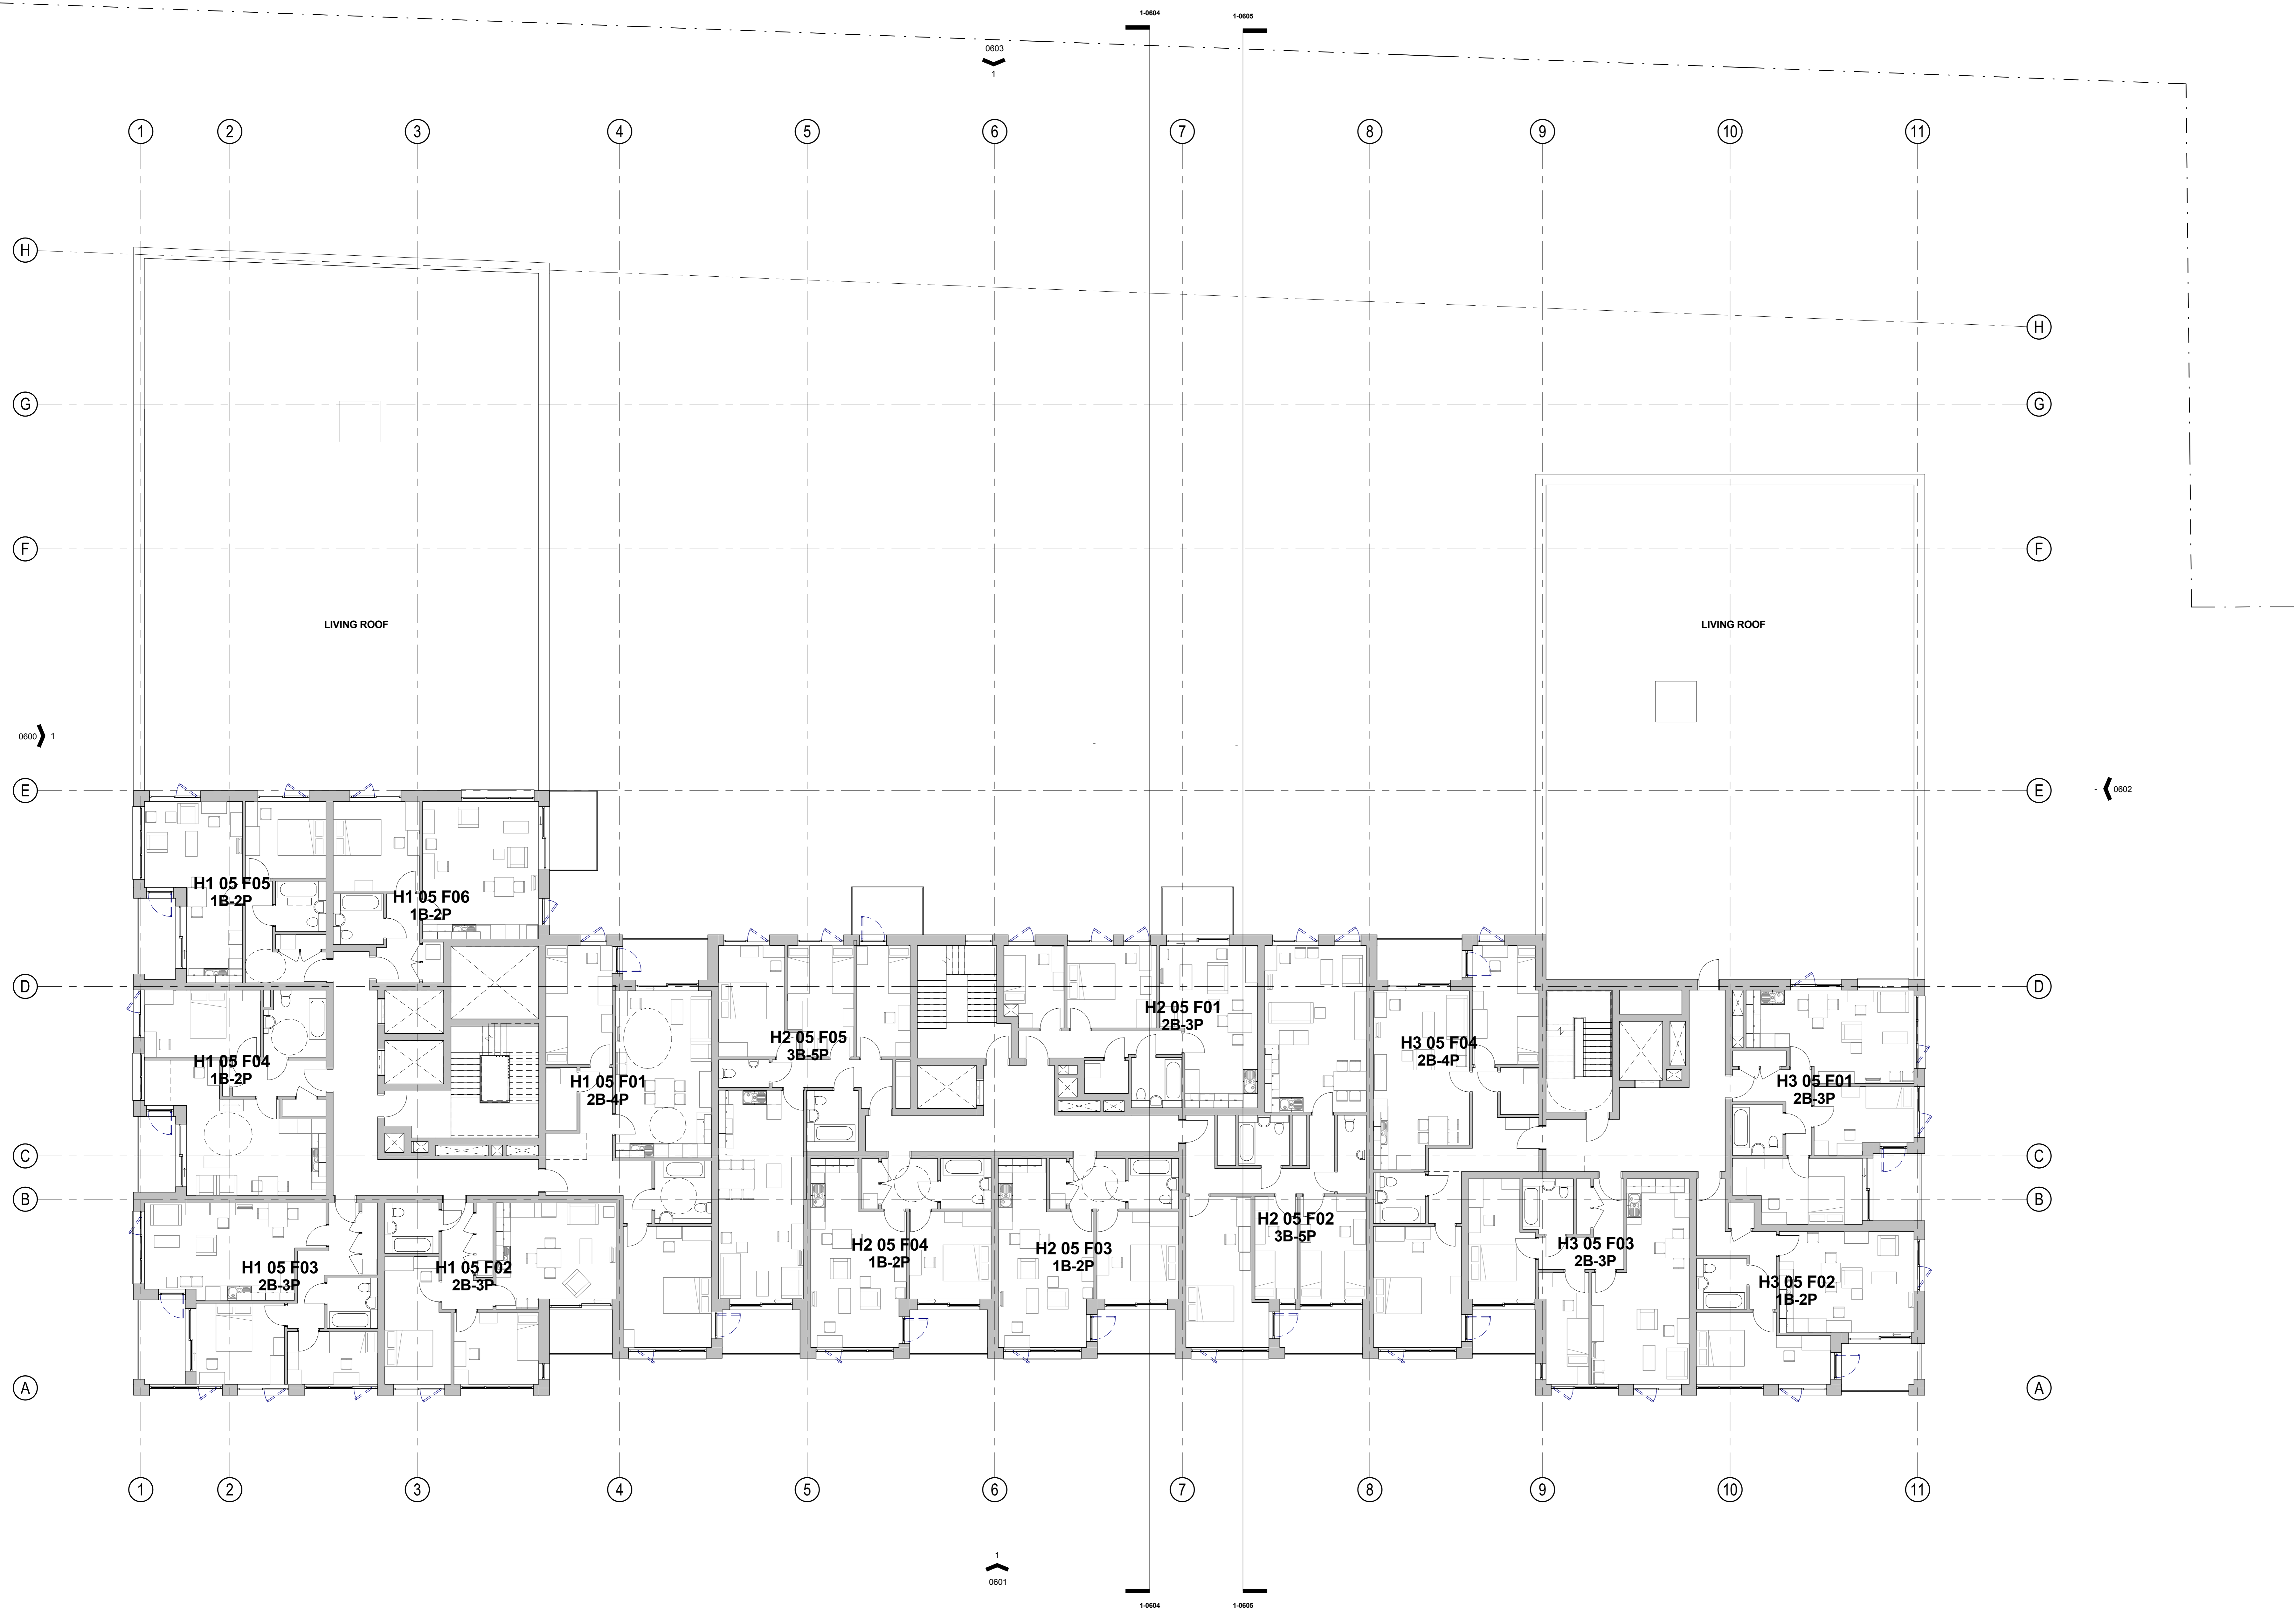 1-0604
1-0605
0603
1
1
2
3
4
5
6
7
8
9
10
11
H
H
G
G
F
F
LIVING ROOF
LIVING ROOF
0600
1
E
E
0602
H1 05 F05
1B-2P
H1 05 F06
1B-2P
D
D
H2 05 F01
2B-3P
H2 05 F05
3B-5P
H3 05 F04
2B-4P
H1 05 F04
1B-2P
H1 05 F01
2B-4P
H3 05 F01
2B-3P
C
C
B
B
H2 05 F02
3B-5P
H2 05 F04
1B-2P
H2 05 F03
1B-2P
H3 05 F03
2B-3P
H1 05 F03
2B-3P
H1 05 F02
2B-3P
H3 05 F02
1B-2P
A
A
1
2
3
4
5
6
7
8
9
10
11
1
0601
1-0604
1-0605